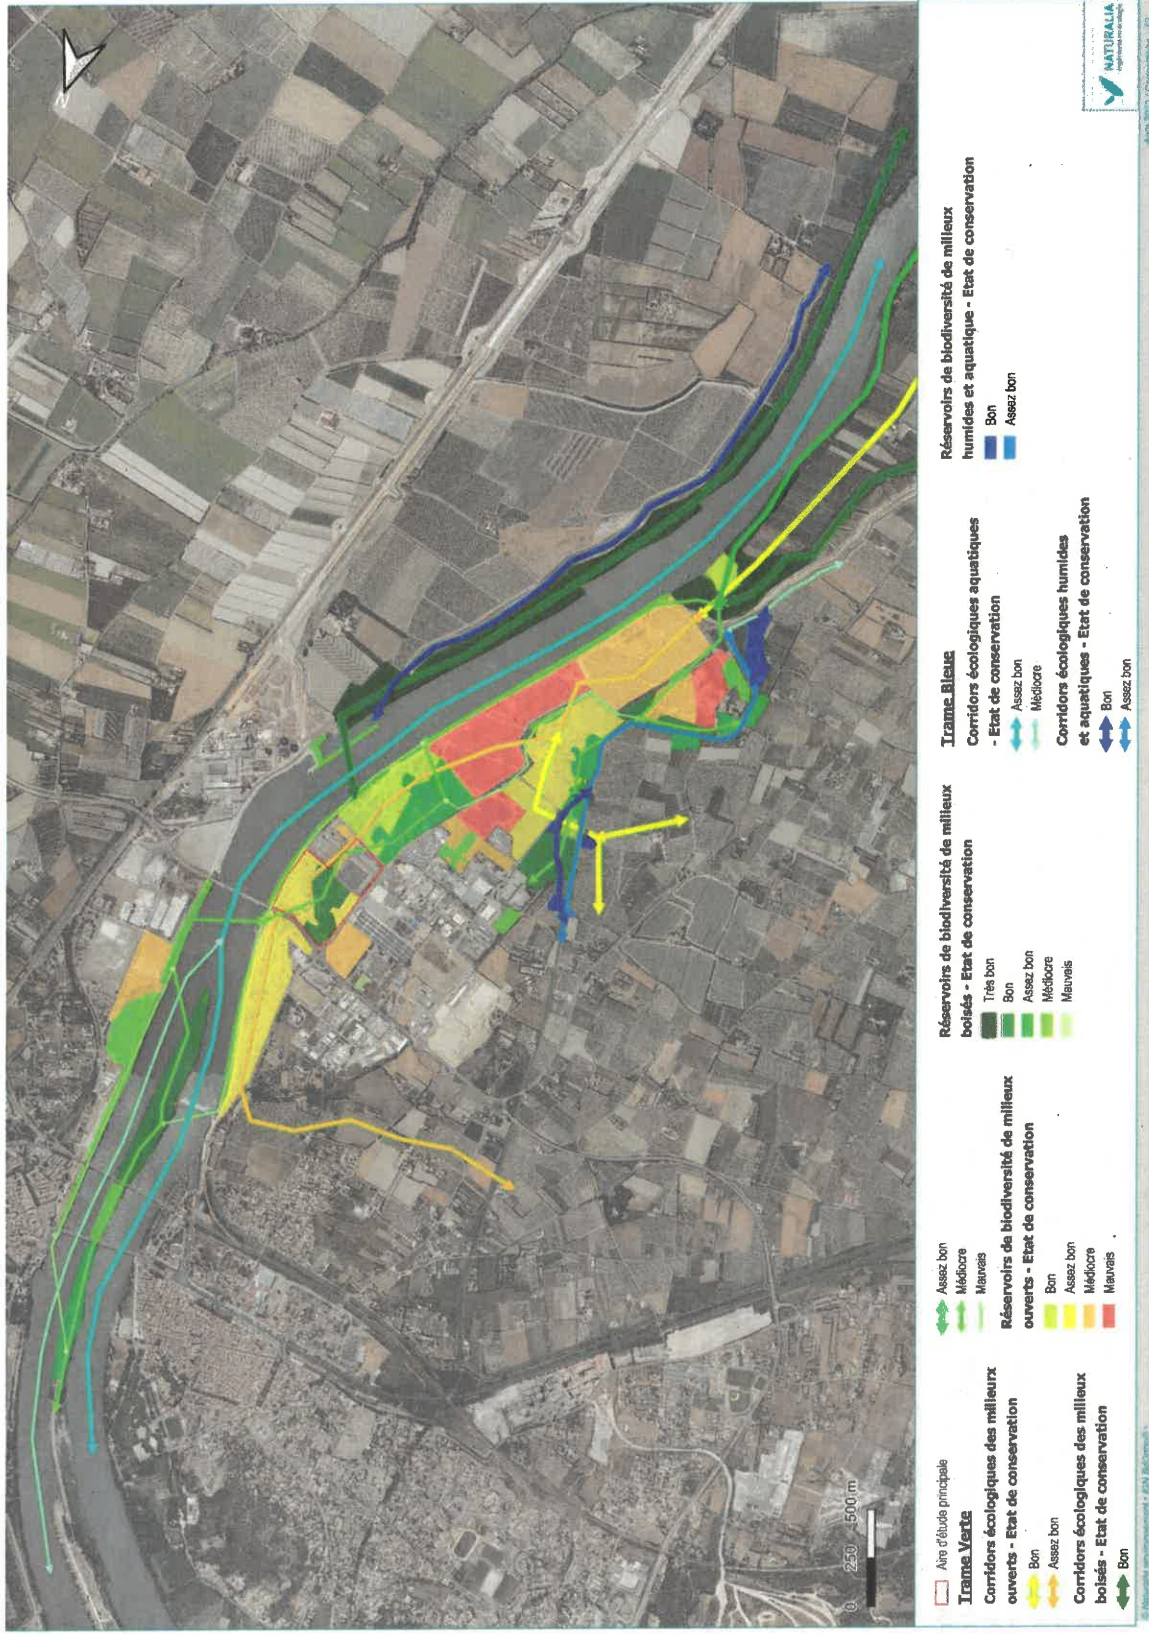 0 250 500 m
Aire d'étude principale
Trame Verte
Corridors écologiques des milieurx
ouverts - Etat de conservation
Bon
Assez bon
Corridors écologiques des milieux
boisés - Etat de conservation
Bon
Assez bon
Médiocre
Mauvais
Réservoirs de biodiversité de milieux
ouverts - Etat de conservation
Bon
Assez bon
Médiocre
Mauvais
Réservoirs de biodiversité de milieux
boisés - Etat de conservation
Très bon
Bon
Assez bon
Médiocre
Mauvais
Trame Bleue
Corridors écologiques aquatiques
- Etat de conservation
Assez bon
Médiocre
Corridors écologiques humides
et aquatiques - Etat de conservation
Bon
Assez bon
Réservoirs de biodiversité de milieux
humides et aquatique - Etat de conservation
Bon
Assez bon
NATURALIA